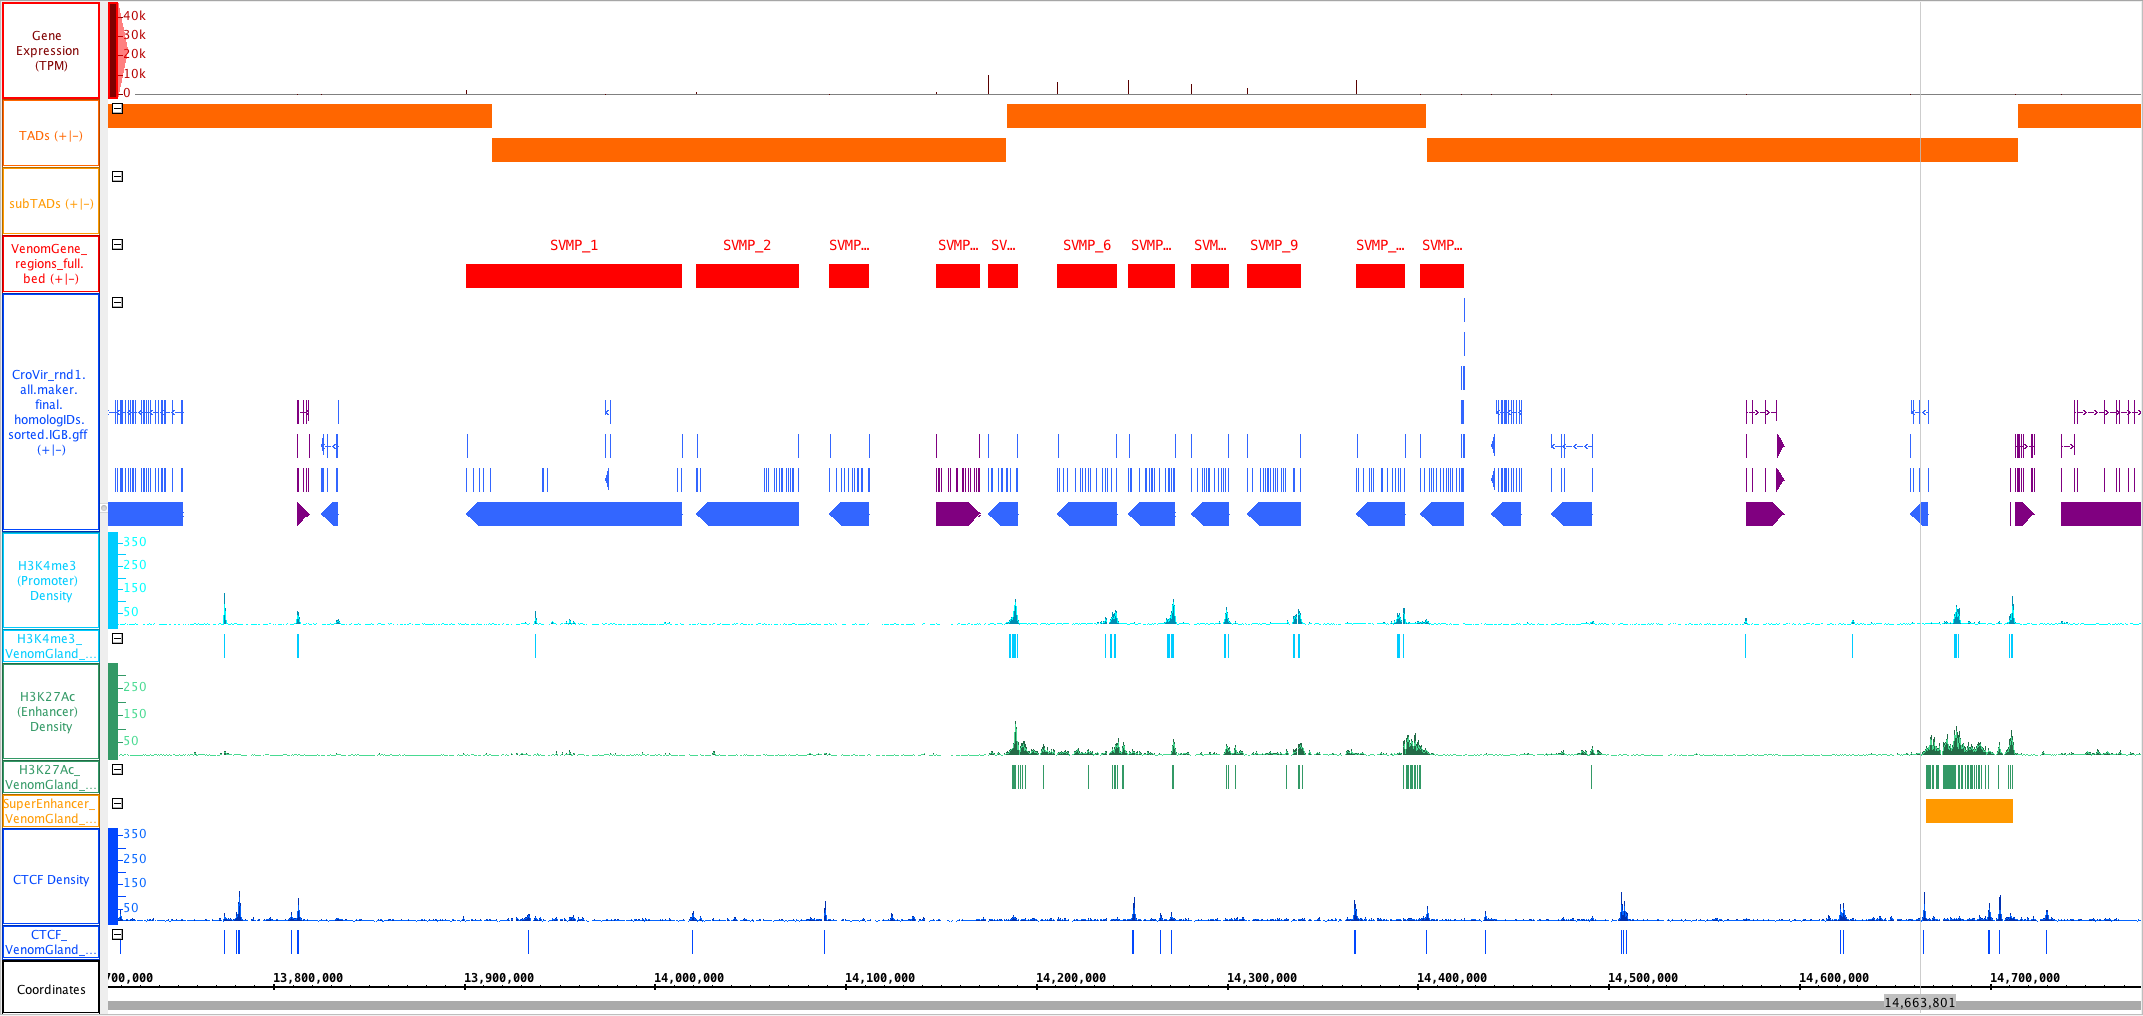 Gene
Expression
(TPM)
40k
30k
20k
10k
0
TADs (+|-)
subTADs (+|-)
VenomGene_
regions_full.
bed (+|-)
SVMP_1
SVMP_2
SVMP...
SVMP...
SV...
SVMP_6
SVMP...
SVM...
SVMP_9
SVMP_...
SVMP...
CroVir_rnd1.
all.maker.
final.
homologIDs.
sorted.IGB.gff
(+|-)
H3K4me3
(Promoter)
Density
350
250
150
50
H3K4me3_
VenomGland_...
H3K27Ac
(Enhancer)
Density
250
150
50
H3K27Ac_
VenomGland_...
SuperEnhancer_
VenomGland_...
CTCF Density
350
250
150
50
CTCF_
VenomGland_...
Coordinates
700,000
13,800,000
13,900,000
14,000,000
14,100,000
14,200,000
14,300,000
14,400,000
14,500,000
14,600,000
14,700,000
14,663,801